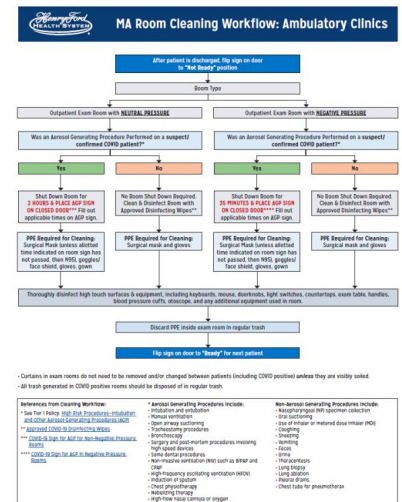 Henry Ford
HEALTH SYSTEM
MA Room Cleaning Workflow: Ambulatory Clinics
After patient is discharged, flip sign on door
to "Not Ready" position
Room Type
Outpatient Exam Room with NEUTRAL PRESSURE
Outpatient Exam Room with NEGATIVE PRESSURE
Was an Aerosol Generating Procedure Performed on a suspect/
confirmed COVID patient?*
Was an Aerosol Generating Procedure Performed on a suspect/
confirmed COVID patient?*
Yes
No
Yes
No
Shut Down Room for
2 HOURS & PLACE AGP SIGN
ON CLOSED DOOR*** Fill out
applicable times on AGP sign.
No Room Shut Down Required.
Clean & Disinfect Room with
Approved Disinfecting Wipes**
Shut Down Room for
35 MINUTES & PLACE AGP SIGN
ON CLOSED DOOR**** Fill out
applicable times on AGP sign.
No Room Shut Down Required.
Clean & Disinfect Room with
Approved Disinfecting Wipes**
PPE Required for Cleaning:
Surgical Mask (unless allotted
time indicated on room sign has
not passed, then N95), goggles/
face shield, gloves, gown
PPE Required for Cleaning:
Surgical mask and gloves
PPE Required for Cleaning:
Surgical Mask (unless allotted
time indicated on room sign has
not passed, then N95), goggles/
face shield, gloves, gown
PPE Required for Cleaning:
Surgical mask and gloves
Thoroughly disinfect high touch surfaces & equipment, including keyboards, mouse, doorknobs, light switches, countertops, exam table, handles,
blood pressure cuffs, otoscope, and any additional equipment used in room.
Discard PPE inside exam room in regular trash
Flip sign on door to "Ready" for next patient
- Curtains in exam rooms do not need to be removed and/or changed between patients (including COVID positive) unless they are visibly soiled.
- All trash generated in COVID positive rooms should be disposed of in regular trash.
References from Cleaning Workflow:
* See Tier 1 Policy: High Risk Procedures-Intubation
and Other Aerosol-Generating Procedures (AGP)
** Approved COVID-19 Disinfecting Wipes
*** COVID-19 Sign for AGP for Non-Negative Pressure
Rooms
**** COVID-19 Sign for AGP in Negative Pressure
Rooms
* Aerosol Generating Procedures Include:
- Intubation and extubation
- Manual ventilation
- Open airway suctioning
- Tracheostomy procedures
- Bronchoscopy
- Surgery and post-mortem procedures involving
high speed devices
- Some dental procedures
- Non-invasive ventilation (NIV) such as BIPAP and
CPAP
- High-frequency oscillating ventilation (HFOV)
- Induction of sputum
- Chest physiotherapy
- Nebulizing therapy
- High-flow nasal cannula or oxygen
Non-Aerosol Generating Procedures Include:
- Nasopharyngeal (NP) specimen collection
- Oral suctioning
- Use of inhaler or metered dose inhaler (MDI)
- Coughing
- Sneezing
- Vomiting
- Feces
- Urine
- Thoracentesis
- Lung biopsy
- Lung ablation
- Pleural drains
- Chest tube for pneumothorax